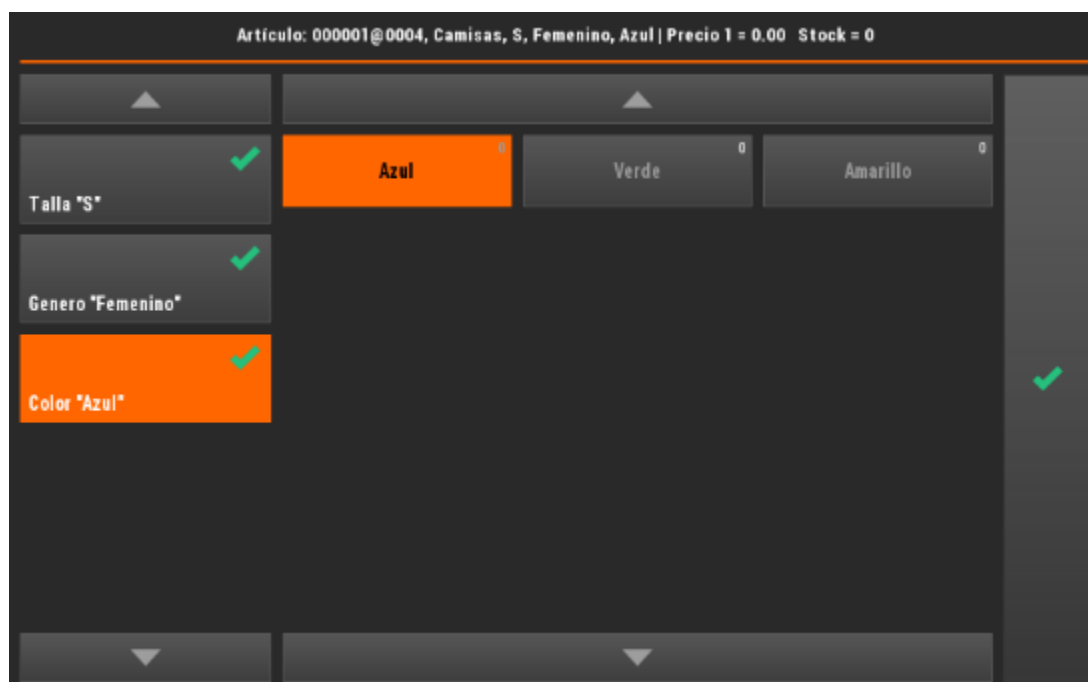 Artículo: 000001@0004, Camisas, S, Femenino, Azul | Precio 1 = 0.00 Stock = 0
Talla "S"
Genero "Femenino"
Color "Azul"
Azul 0
Verde 0
Amarillo 0